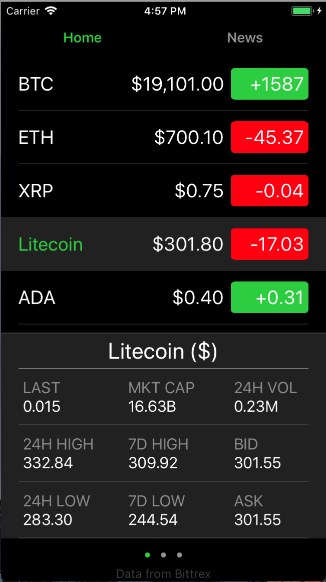 Carrier 4:57 PM
Home News
BTC $19,101.00 +1587
ETH $700.10 -45.37
XRP $0.75 -0.04
Litecoin $301.80 -17.03
ADA $0.40 +0.31
Litecoin ($)
LAST MKT CAP 24H VOL
0.015 16.63B 0.23M
24H HIGH 7D HIGH BID
332.84 309.92 301.55
24H LOW 7D LOW ASK
283.30 244.54 301.55
Data from Bittrex